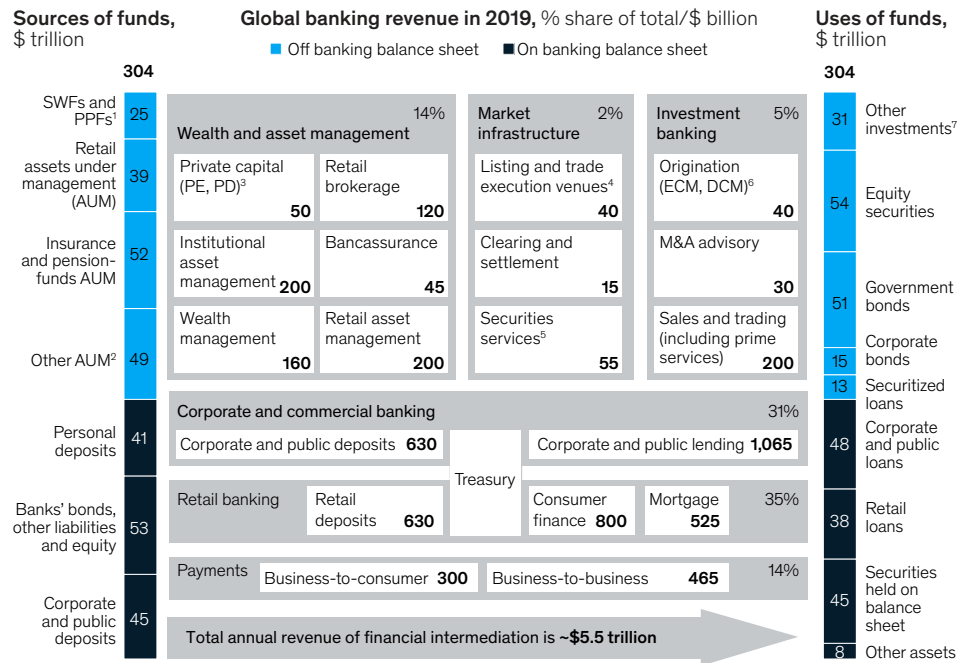 Sources of funds,
$ trillion
304
SWFs and
PPFs¹
25
Retail
assets under
management
(AUM)
39
Insurance
and pension-
funds AUM
52
Other AUM²
49
Personal
deposits
41
Banks' bonds,
other liabilities
and equity
53
Corporate
and public
deposits
45
Global banking revenue in 2019, % share of total/$ billion
Off banking balance sheet
On banking balance sheet
Wealth and asset management
14%
Private capital
(PE, PD)³
50
Retail
brokerage
120
Institutional
asset
management 200
Bancassurance
45
Wealth
management
160
Retail asset
management
200
Market
infrastructure
2%
Listing and trade
execution venues⁴
40
Clearing and
settlement
15
Securities
services⁵
55
Investment
banking
5%
Origination
(ECM, DCM)⁶
40
M&A advisory
30
Sales and trading
(including prime
services)
200
Corporate and commercial banking
31%
Corporate and public deposits 630
Corporate and public lending 1,065
Treasury
Retail banking
35%
Retail
deposits
630
Consumer
finance 800
Mortgage
525
Payments
14%
Business-to-consumer 300
Business-to-business 465
Total annual revenue of financial intermediation is ~$5.5 trillion
Uses of funds,
$ trillion
304
31
Other
investments⁷
54
Equity
securities
51
Government
bonds
15
Corporate
bonds
13
Securitized
loans
48
Corporate
and public
loans
38
Retail
loans
45
Securities
held on
balance
sheet
8
Other assets